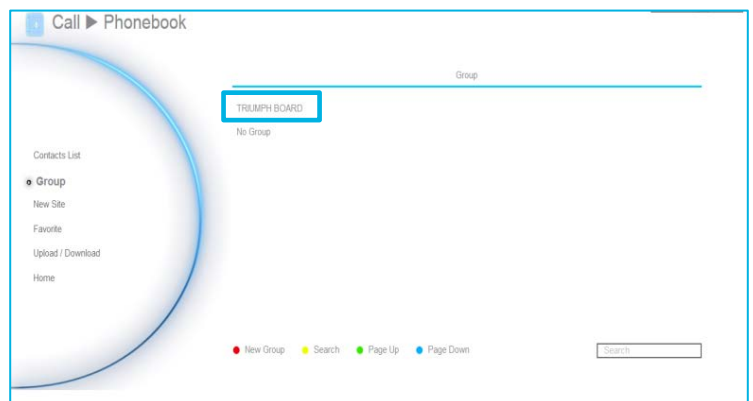 Call ▶ Phonebook
Group
TRIUMPH BOARD
No Group
Contacts List
Group
New Site
Favorite
Upload / Download
Home
New Group Search Page Up Page Down
Search